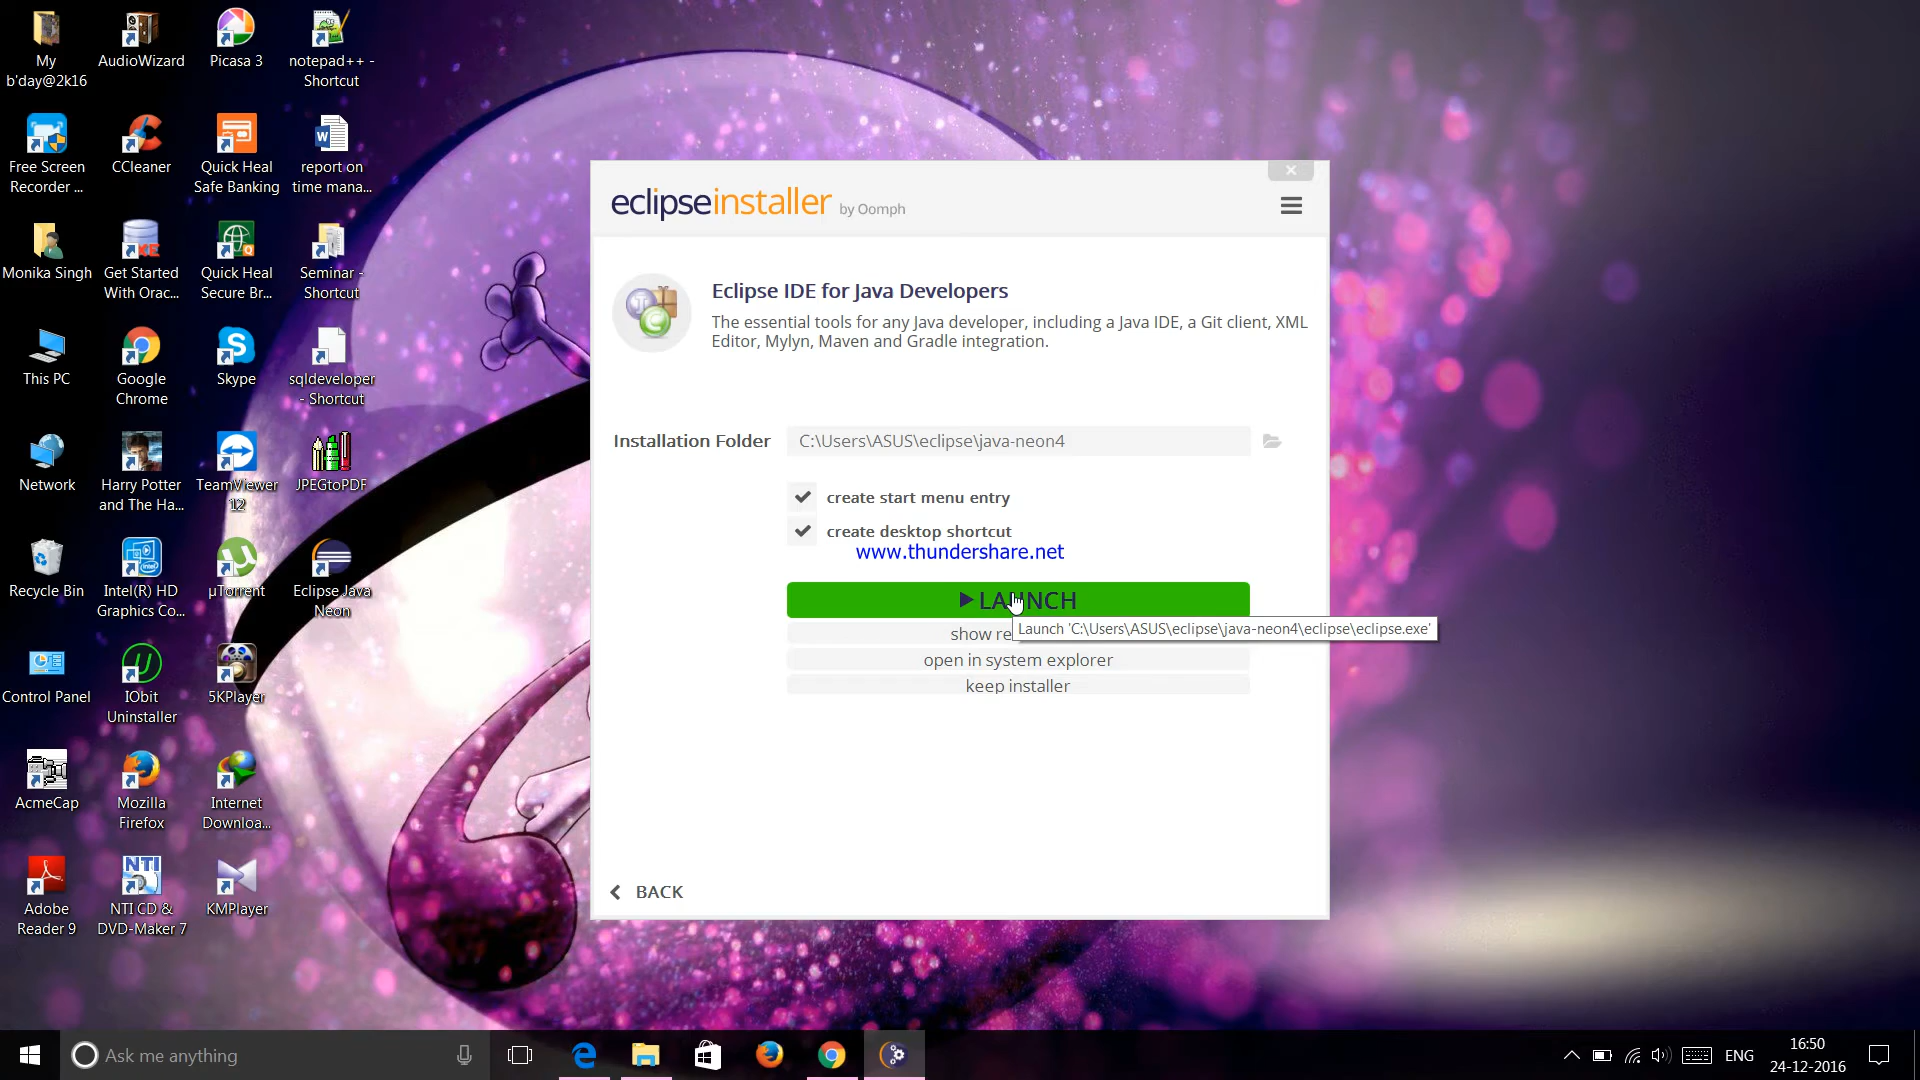 My
b'day@2k16
AudioWizard
Picasa 3
notepad++ -
Shortcut
Free Screen
Recorder ...
CCleaner
Quick Heal
Safe Banking
report on
time mana...
Monika Singh
Get Started
With Orac...
Quick Heal
Secure Br...
Seminar -
Shortcut
This PC
Google
Chrome
Skype
sqldeveloper
- Shortcut
Network
Harry Potter
and The Ha...
TeamViewer
12
JPEGtoPDF
Recycle Bin
Intel(R) HD
Graphics Co...
µTorrent
Eclipse Java
Neon
Control Panel
IObit
Uninstaller
5KPlayer
AcmeCap
Mozilla
Firefox
Internet
Downloa...
Adobe
Reader 9
NTI CD &
DVD-Maker 7
KMPlayer
eclipseinstaller by Oomph
Eclipse IDE for Java Developers
The essential tools for any Java developer, including a Java IDE, a Git client, XML
Editor, Mylyn, Maven and Gradle integration.
Installation Folder C:\Users\ASUS\eclipse\java-neon4
create start menu entry
create desktop shortcut
www.thundershare.net
LAUNCH
Launch 'C:\Users\ASUS\eclipse\java-neon4\eclipse\eclipse.exe'
show
open in system explorer
keep installer
BACK
Ask me anything
ENG
16:50
24-12-2016